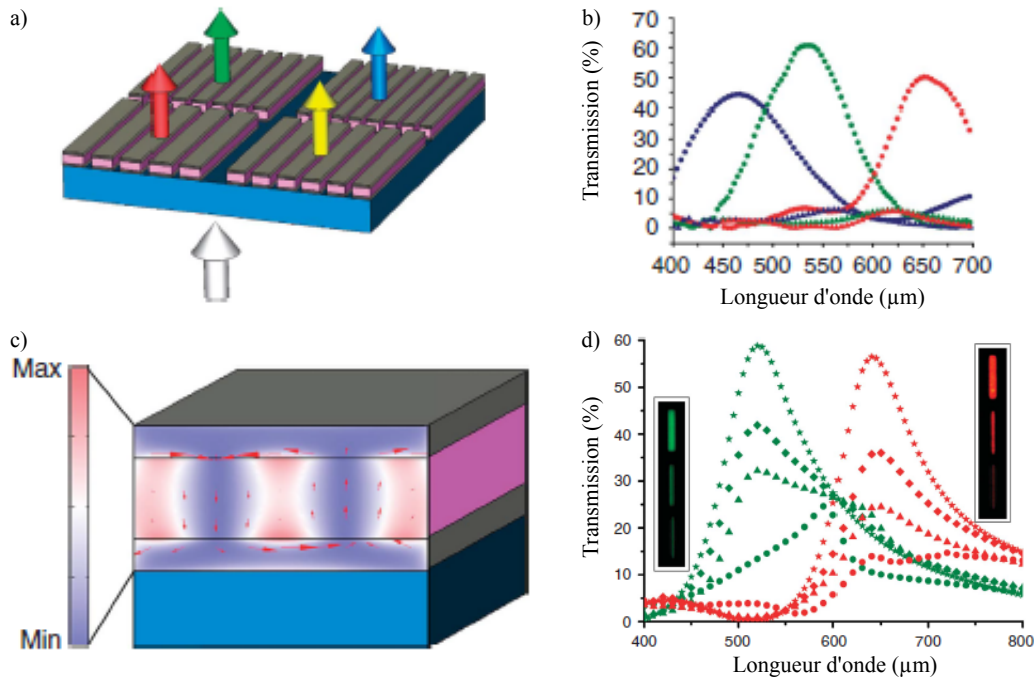 a)
b)
Transmission (%)
70
60
50
40
30
20
10
0
400 450 500 550 600 650 700
Longueur d'onde (µm)
c)
Max
Min
d)
Transmission (%)
60
50
40
30
20
10
0
400 500 600 700 800
Longueur d'onde (µm)